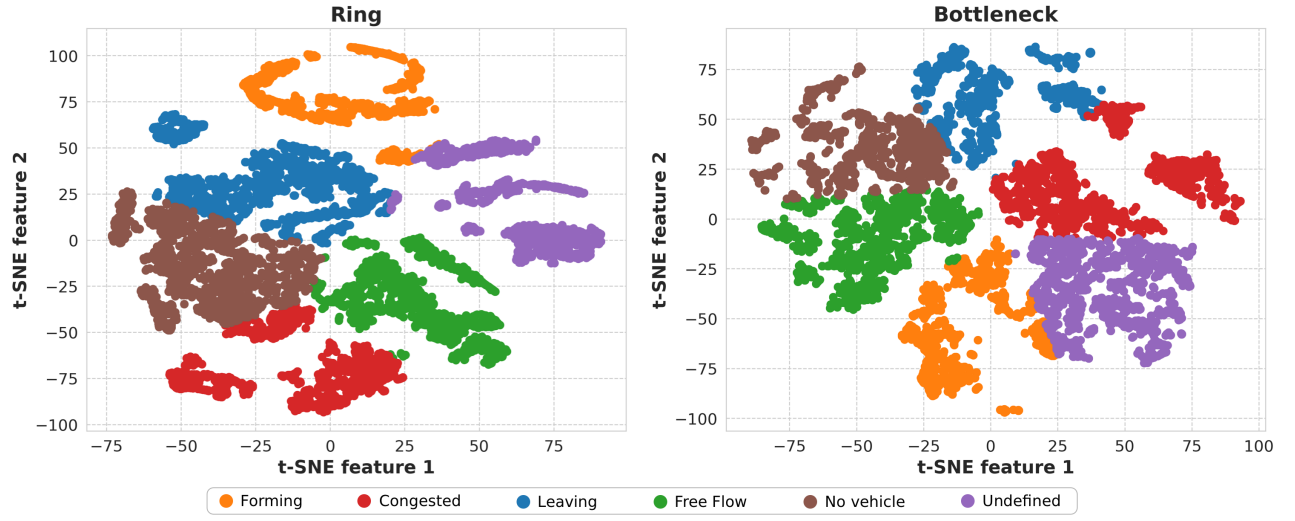 Ring
Bottleneck
100
75
50
25
0
−25
−50
−75
−100
t-SNE feature 2
−75 −50 −25 0 25 50 75
t-SNE feature 1
75
50
25
0
−25
−50
−75
−100
t-SNE feature 2
−75 −50 −25 0 25 50 75 100
t-SNE feature 1
Forming Congested Leaving Free Flow No vehicle Undefined